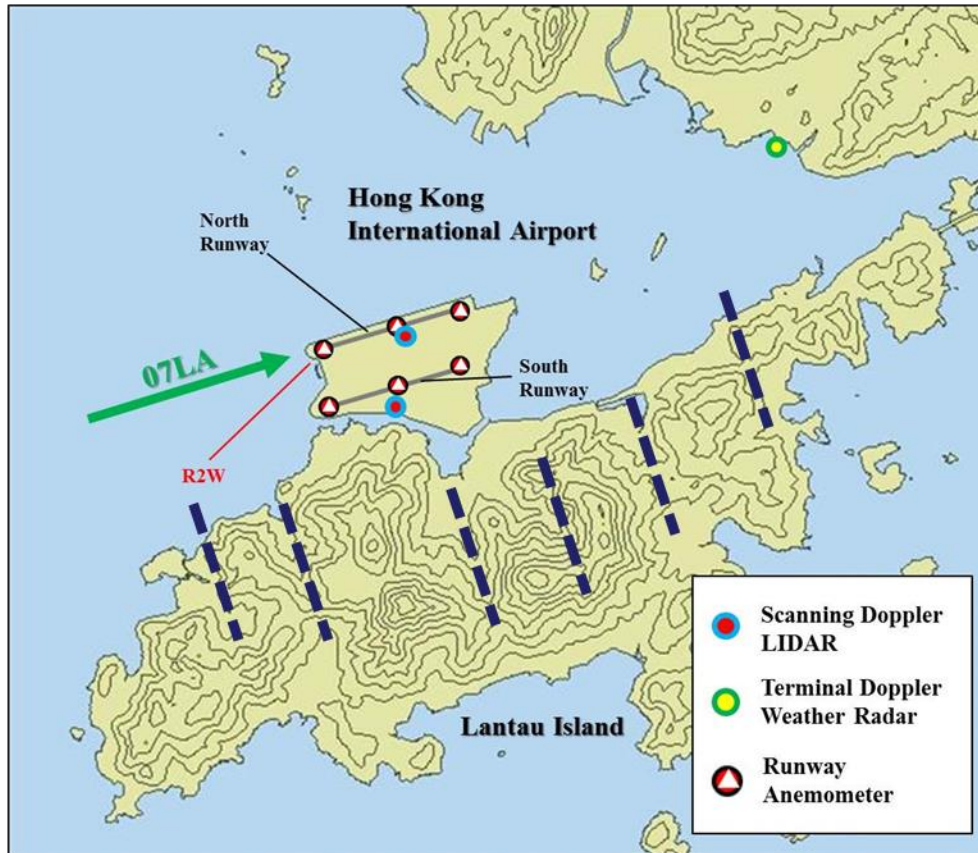 Hong Kong
International Airport
North
Runway
07LA
South
Runway
R2W
Lantau Island
Scanning Doppler
LIDAR
Terminal Doppler
Weather Radar
Runway
Anemometer